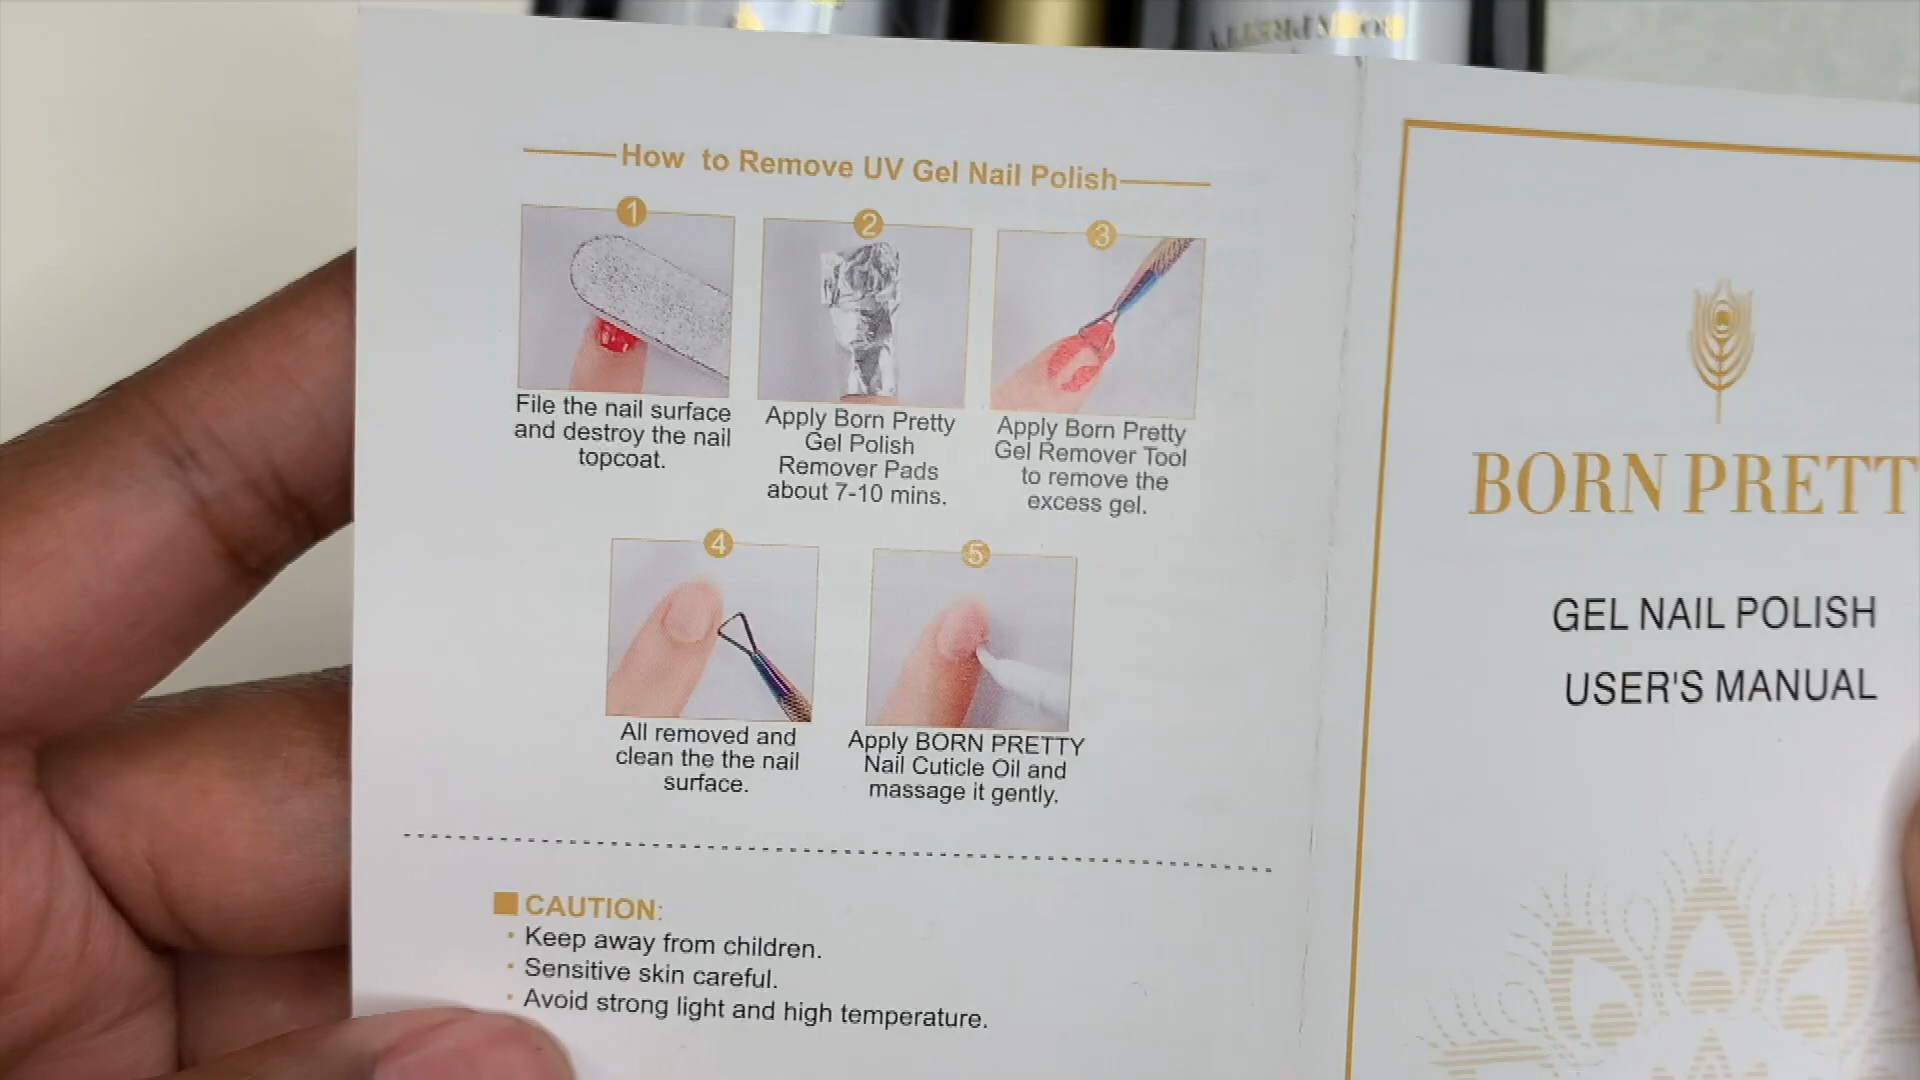 How to Remove UV Gel Nail Polish
1
2
3
File the nail surface
and destroy the nail
topcoat.
Apply Born Pretty
Gel Polish
Remover Pads
about 7-10 mins.
Apply Born Pretty
Gel Remover Tool
to remove the
excess gel.
4
5
All removed and
clean the the nail
surface.
Apply BORN PRETTY
Nail Cuticle Oil and
massage it gently.
CAUTION:
• Keep away from children.
• Sensitive skin careful.
• Avoid strong light and high temperature.
BORN PRETT
GEL NAIL POLISH
USER'S MANUAL